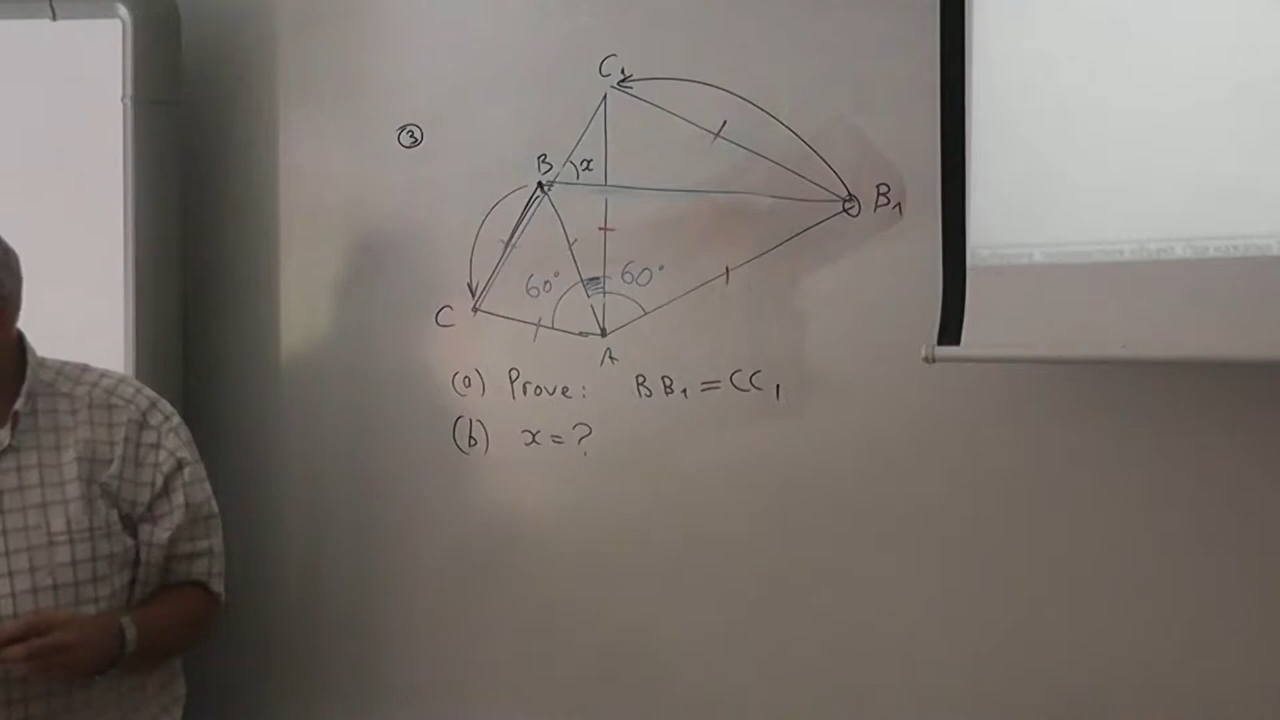 ③
C₁
B
x
B₁
60°
60°
C
A
(a) Prove: BB₁ = CC₁
(b) x = ?